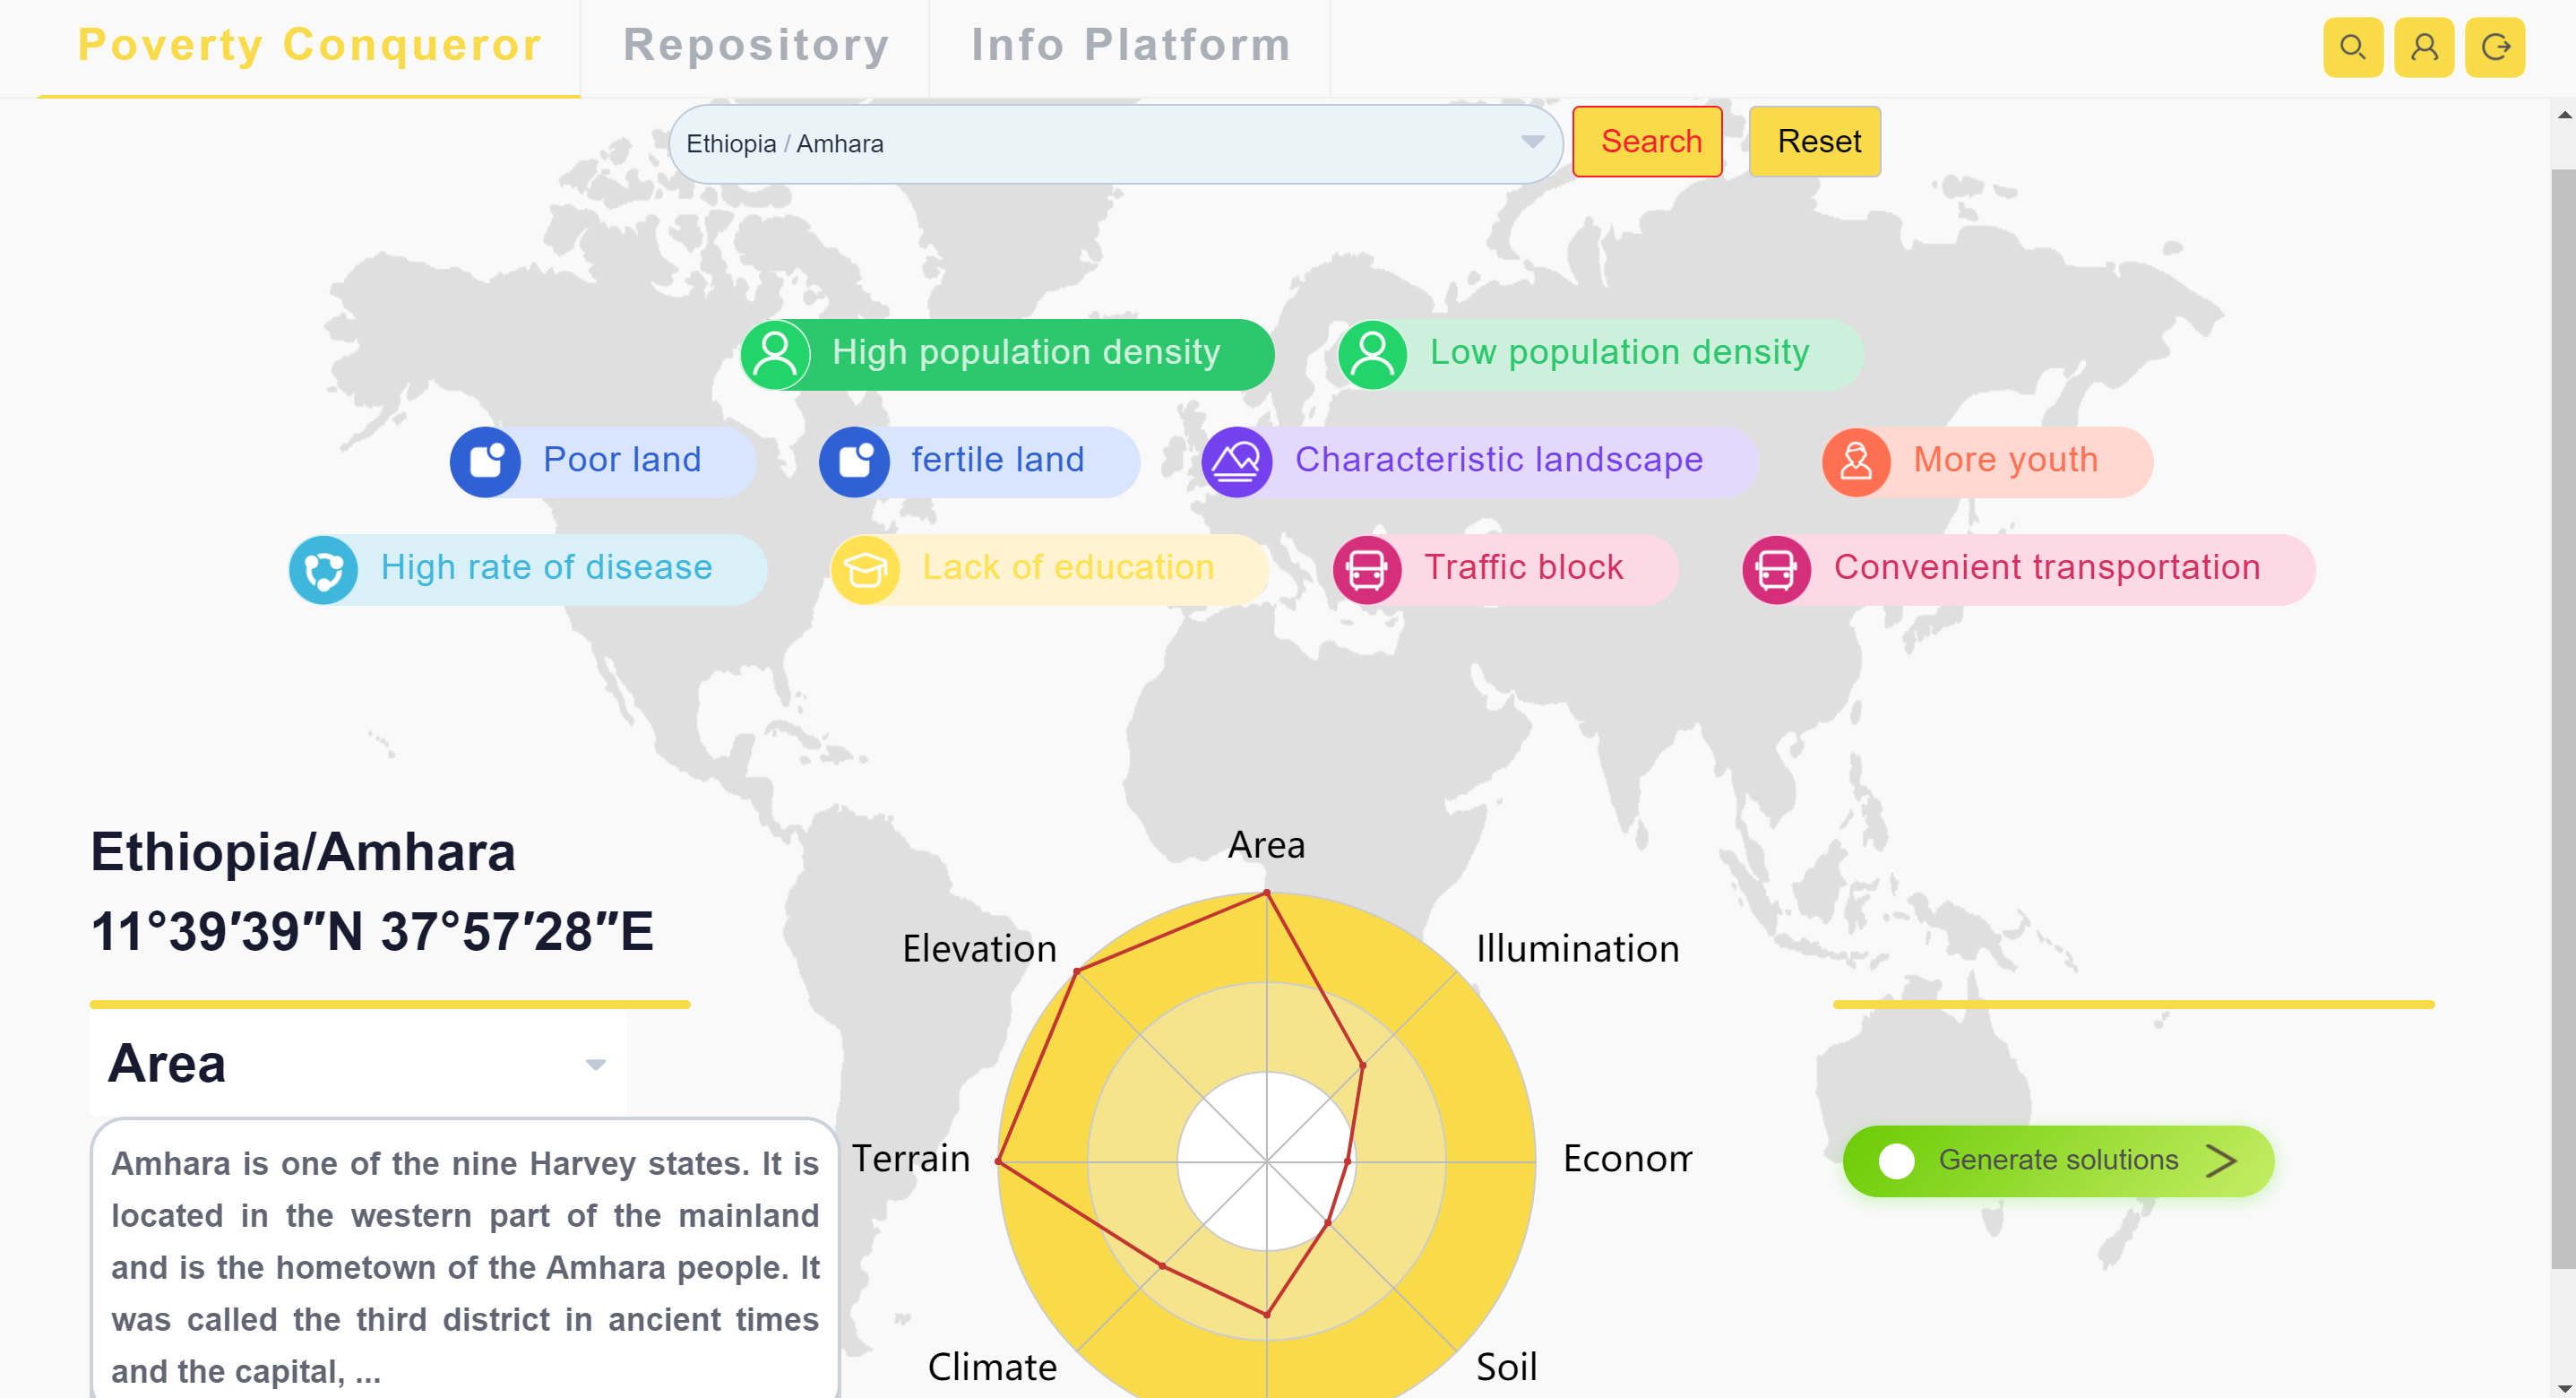 Poverty Conqueror
Repository
Info Platform
Ethiopia / Amhara
Search
Reset
High population density
Low population density
Poor land
fertile land
Characteristic landscape
More youth
High rate of disease
Lack of education
Traffic block
Convenient transportation
Ethiopia/Amhara
11°39′39″N 37°57′28″E
Area
Amhara is one of the nine Harvey states. It is
located in the western part of the mainland
and is the hometown of the Amhara people. It
was called the third district in ancient times
and the capital, ...
Area
Elevation
Illumination
Terrain
Econom
Climate
Soil
Generate solutions